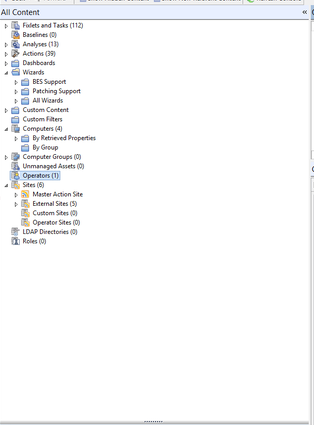 All Content «
Fixlets and Tasks (112)
Baselines (0)
Analyses (13)
Actions (39)
Dashboards
Wizards
BES Support
Patching Support
All Wizards
Custom Content
Custom Filters
Computers (4)
By Retrieved Properties
By Group
Computer Groups (0)
Unmanaged Assets (0)
Operators (1)
Sites (6)
Master Action Site
External Sites (5)
Custom Sites (0)
Operator Sites (0)
LDAP Directories (0)
Roles (0)